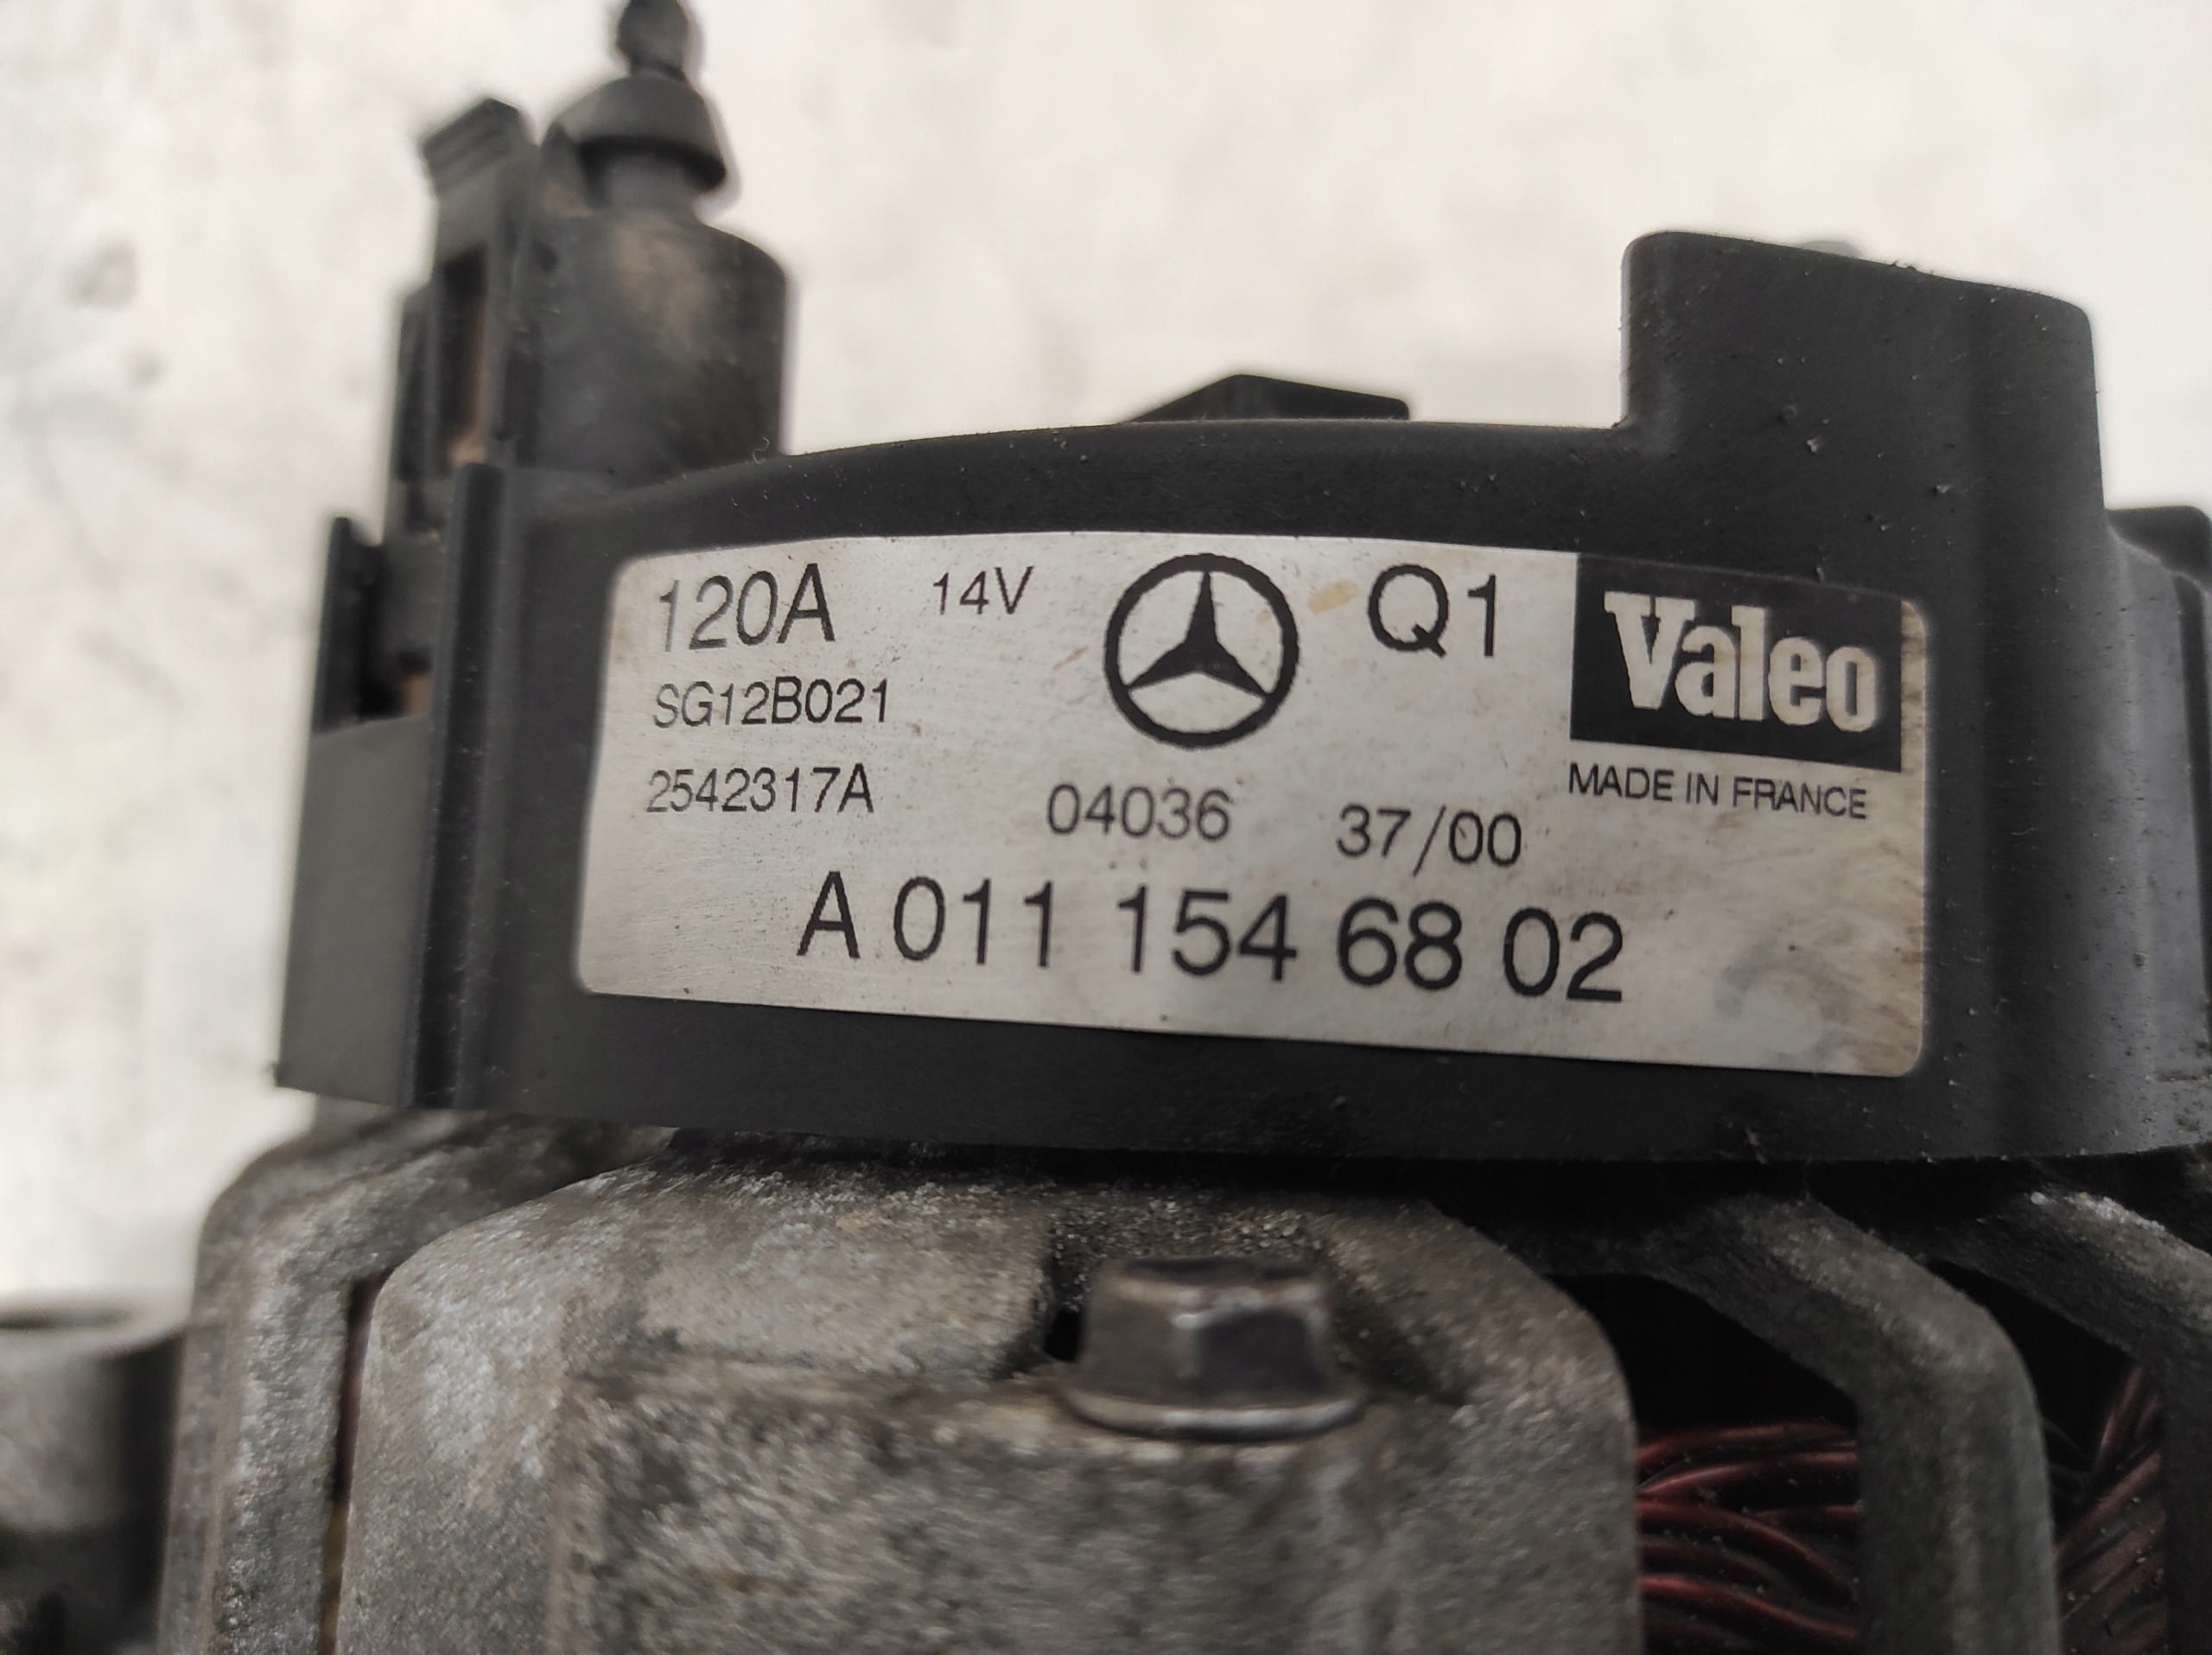 120A 14V Q1 Valeo
SG12B021
2542317A 04036 37/00 MADE IN FRANCE
A 011 154 68 02